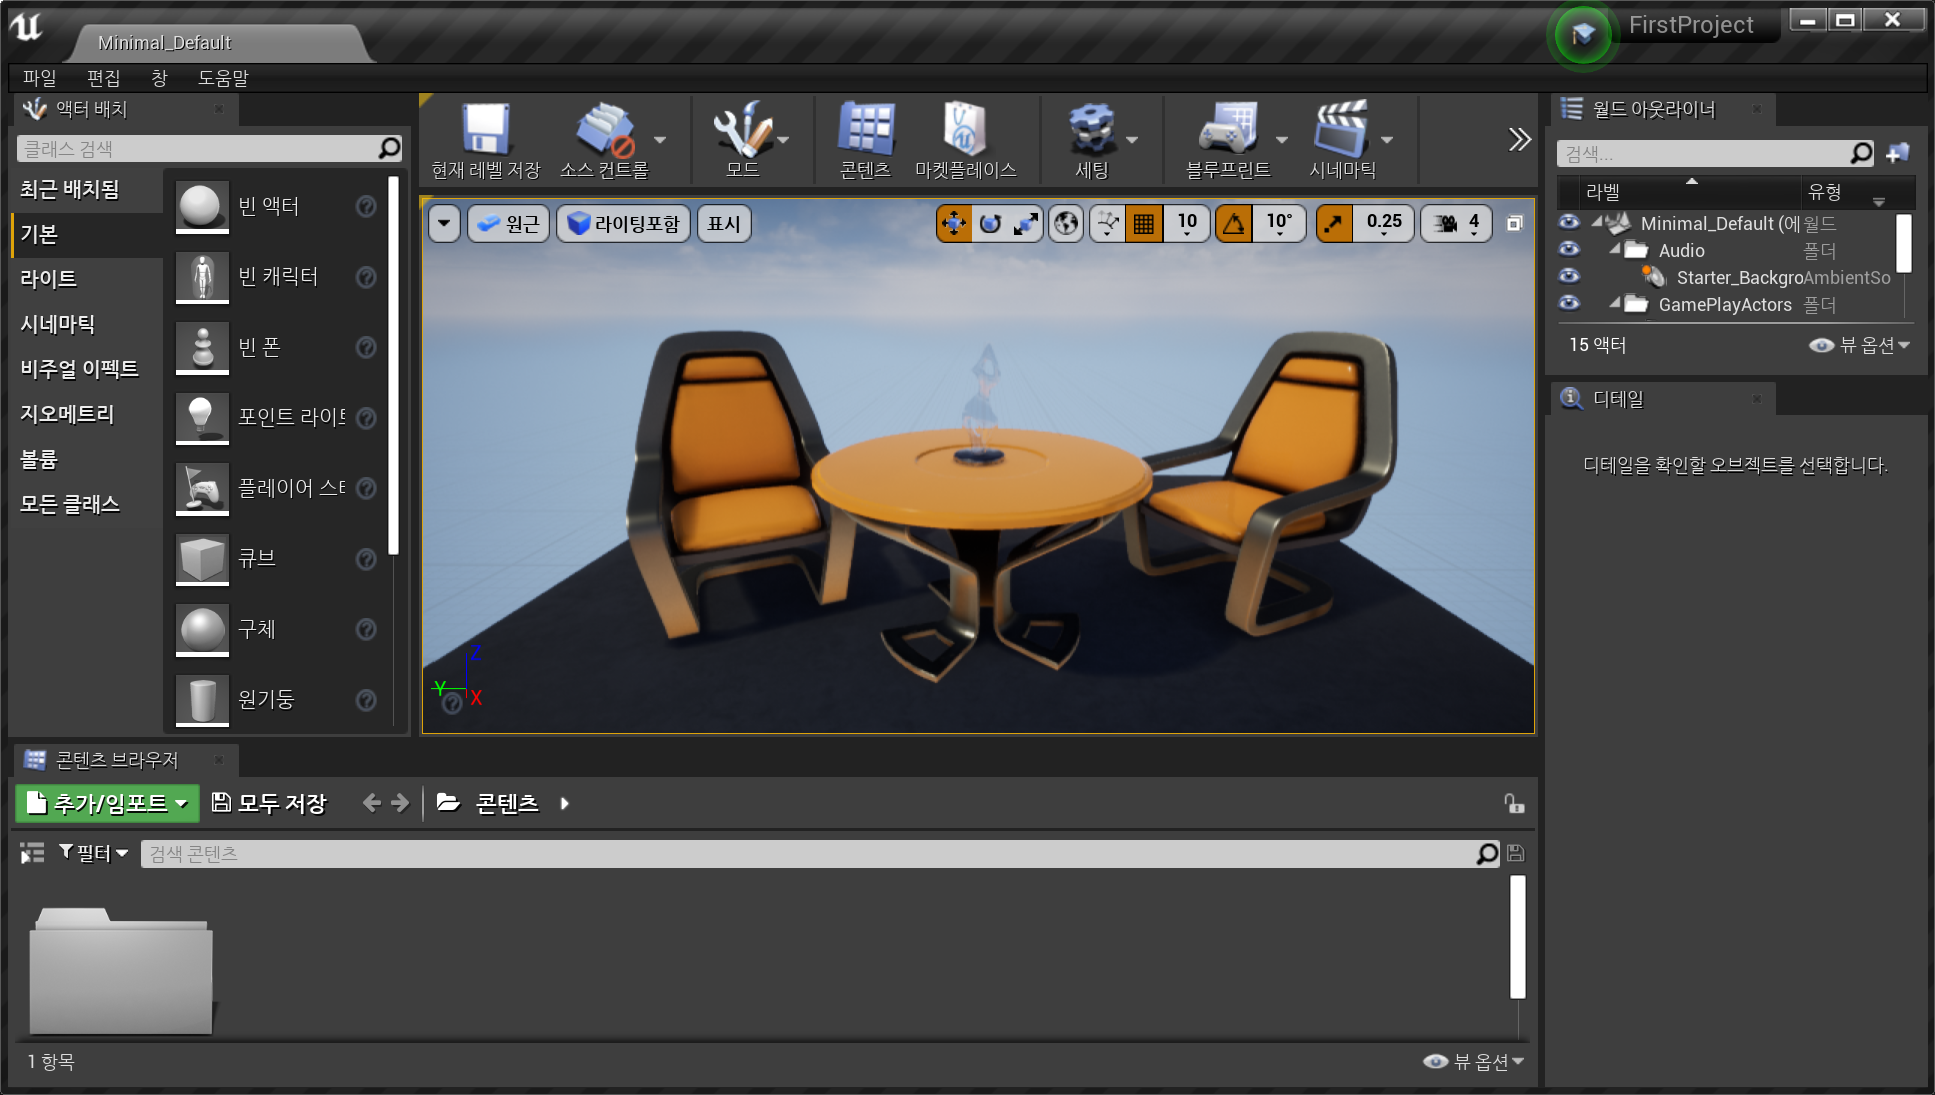 Minimal_Default
FirstProject
파일 편집 창 도움말
액터 배치
클래스 검색
최근 배치됨
기본
라이트
시네마틱
비주얼 이펙트
지오메트리
볼륨
모든 클래스
빈 액터
빈 캐릭터
빈 폰
포인트 라이트
플레이어 스타
큐브
구체
원기둥
현재 레벨 저장
소스 컨트롤
모드
콘텐츠
마켓플레이스
세팅
블루프린트
시네마틱
원근
라이팅포함
표시
10
10°
0.25
4
Z
Y
X
월드 아웃라이너
검색...
라벨 유형
Minimal_Default (에 월드
Audio 폴더
Starter_Backgro AmbientSo
GamePlayActors 폴더
15 액터
뷰 옵션
디테일
디테일을 확인할 오브젝트를 선택합니다.
콘텐츠 브라우저
추가/임포트
모두 저장
콘텐츠
필터
검색 콘텐츠
1 항목
뷰 옵션